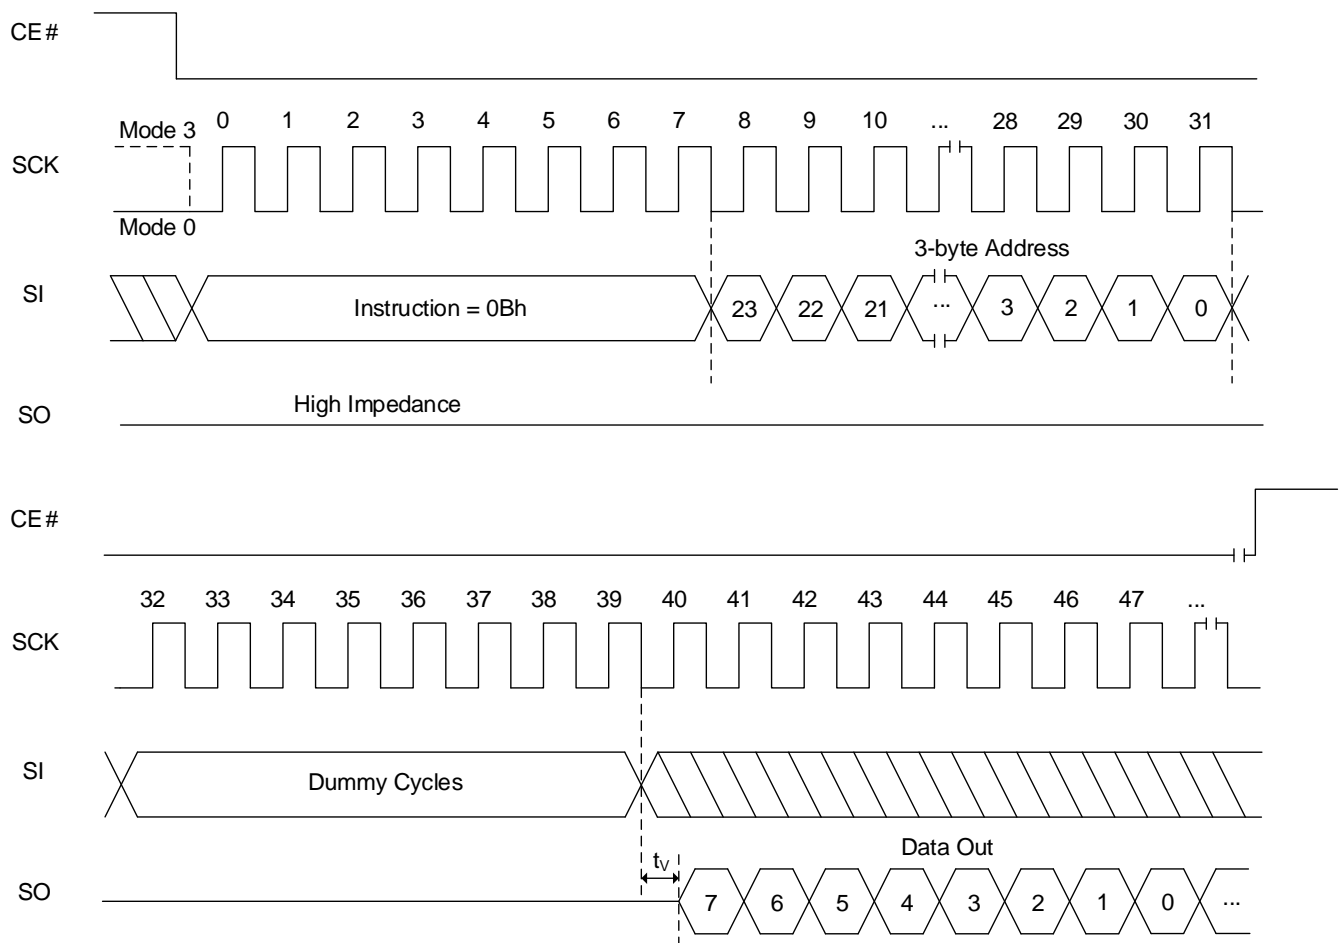 CE#
Mode 3
0 1 2 3 4 5 6 7 8 9 10 ... 28 29 30 31
SCK
Mode 0
3-byte Address
SI
Instruction = 0Bh
23 22 21 ... 3 2 1 0
High Impedance
SO
CE#
32 33 34 35 36 37 38 39 40 41 42 43 44 45 46 47 ...
SCK
SI
Dummy Cycles
Data Out
tV
SO
7 6 5 4 3 2 1 0 ...